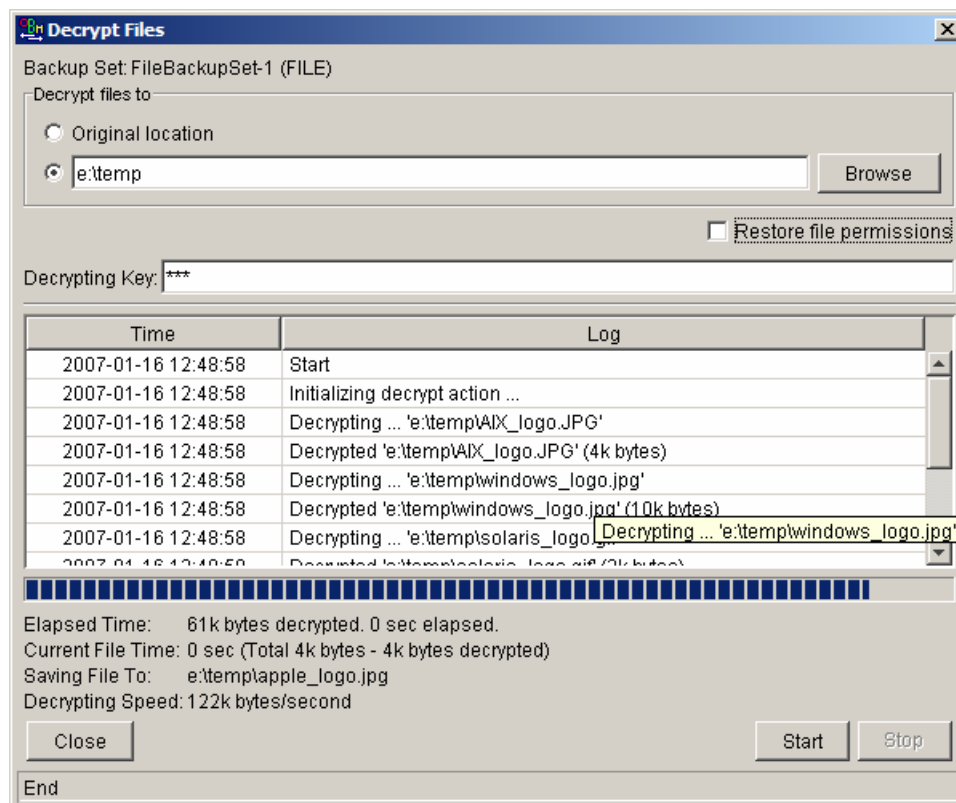 OBM Decrypt Files
Backup Set: FileBackupSet-1 (FILE)
Decrypt files to
Original location
e:\temp Browse
Restore file permissions
Decrypting Key: ***
Time Log
2007-01-16 12:48:58 Start
2007-01-16 12:48:58 Initializing decrypt action ...
2007-01-16 12:48:58 Decrypting ... 'e:\temp\AIX_logo.JPG'
2007-01-16 12:48:58 Decrypted 'e:\temp\AIX_logo.JPG' (4k bytes)
2007-01-16 12:48:58 Decrypting ... 'e:\temp\windows_logo.jpg'
2007-01-16 12:48:58 Decrypted 'e:\temp\windows_logo.jpg' (10k bytes)
2007-01-16 12:48:58 Decrypting ... 'e:\temp\solaris_logo.
Decrypting ... 'e:\temp\windows_logo.jpg'
Elapsed Time: 61k bytes decrypted. 0 sec elapsed.
Current File Time: 0 sec (Total 4k bytes - 4k bytes decrypted)
Saving File To: e:\temp\apple_logo.jpg
Decrypting Speed: 122k bytes/second
Close Start Stop
End